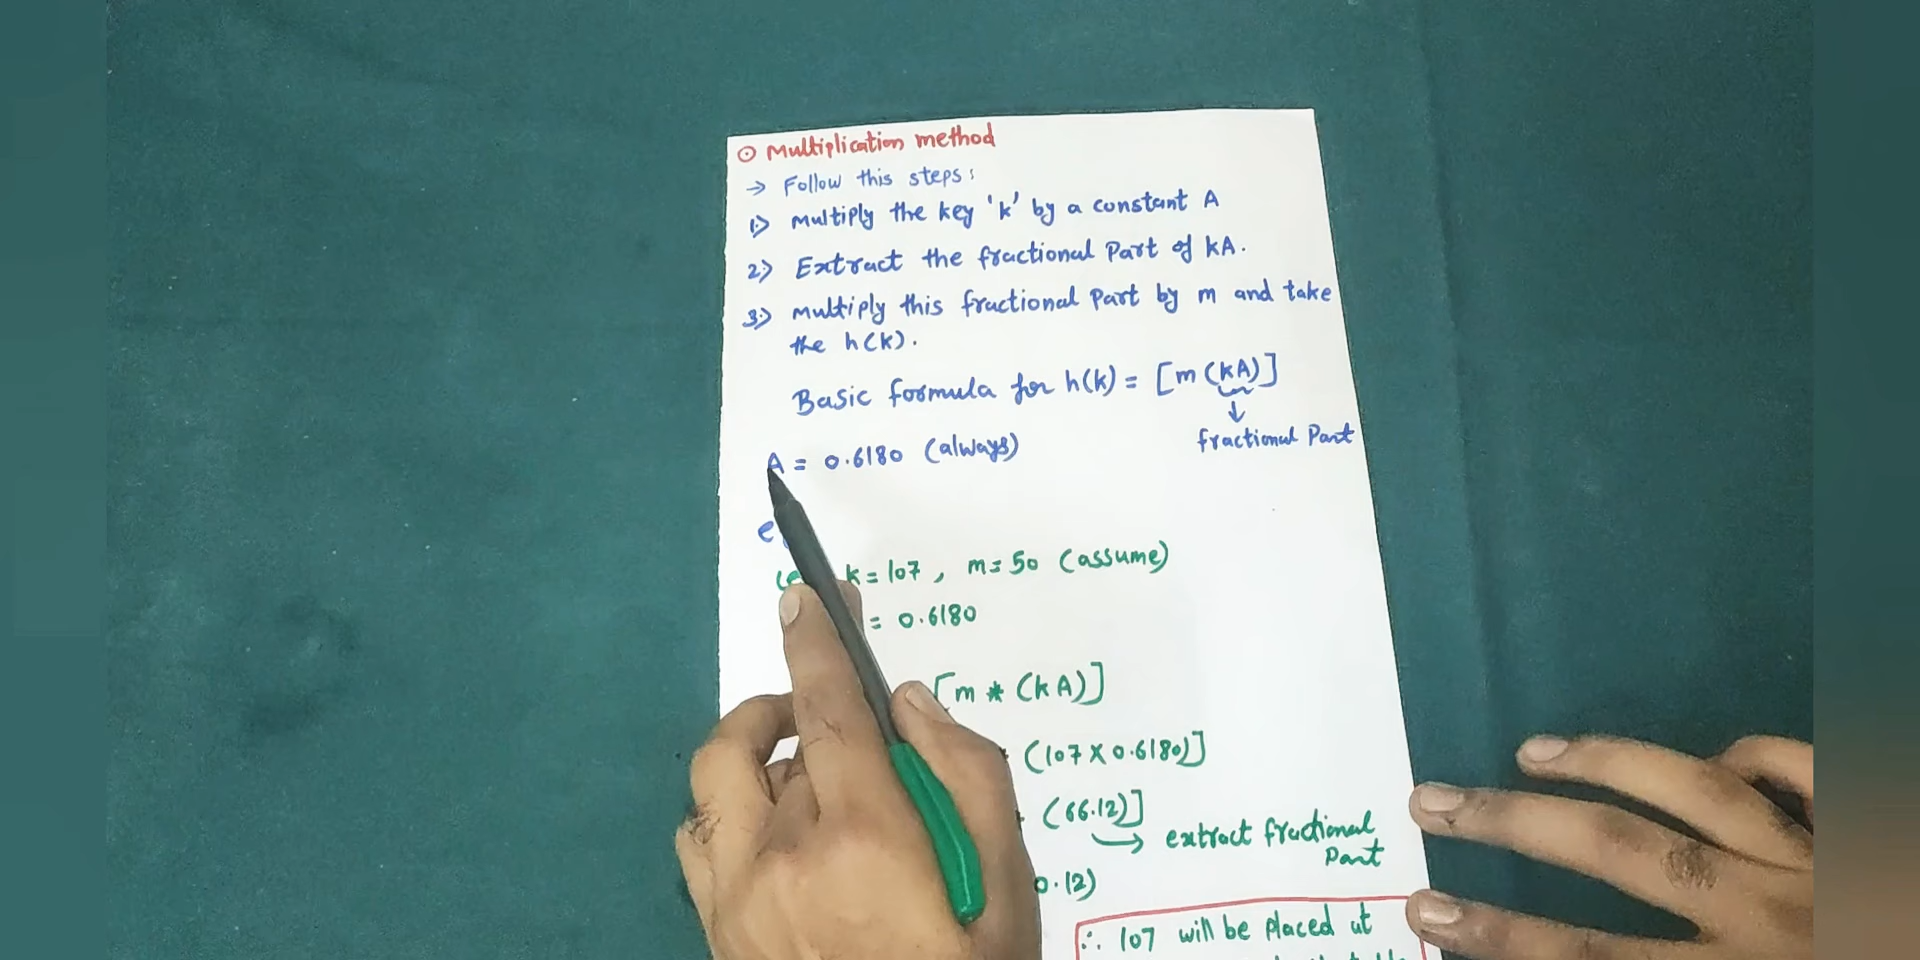 ⊙ Multiplication method
→ Follow this steps:
1.> Multiply the key 'k' by a constant A
2.> Extract the fractional Part of kA.
3.> Multiply this fractional Part by m and take
the h(k).
Basic formula for h(k) = [m (kA)]
↓
fractional Part
A = 0.6180 (always)
k = 107 , m = 50 (assume)
= 0.6180
[m * (kA)]
(107 X 0.6180)]
(66.12)] → extract fractional
Part
0.12)
∴ 107 will be placed at